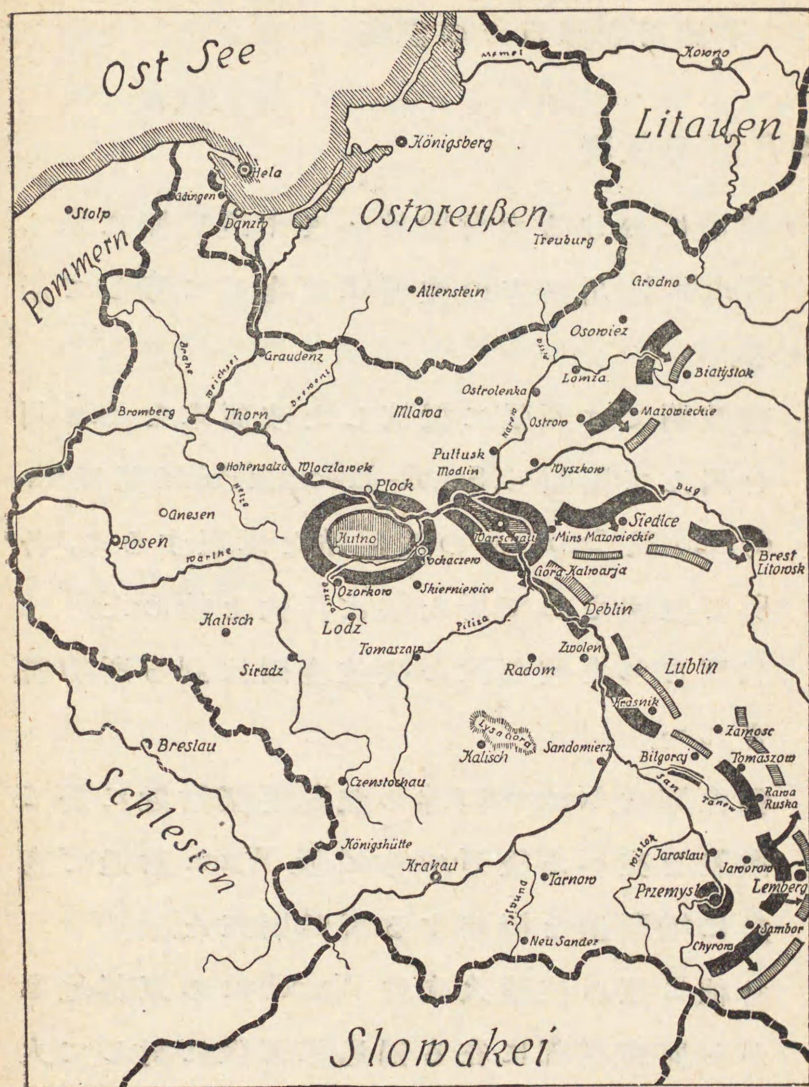 Ost See
Memel
Kowno
Litauen
Königsberg
Hela
Gdingen
Danzig
Stolp
Pommern
Ostpreußen
Treuburg
Grodno
Allenstein
Osowiez
Graudenz
Pissa
Lomza
Bialystok
Brahe
Weichsel
Drewenz
Ostrolenka
Mlawa
Ostrow
Mazowieckie
Bromberg
Thorn
Narew
Pultusk
Modlin
Wyszkow
Hohensalza
Wloclawek
Plock
Bug
Netze
Gnesen
Posen
Kutno
Warschau
Mins Mazowieckie
Siedlce
Brest
Litowsk
Warthe
Sochaczew
Gora-Kalwarja
Ozorkow
Skierniewice
Bzura
Lodz
Deblin
Kalisch
Piliza
Tomaszow
Zwolen
Siradz
Radom
Lublin
Krasnik
Lysa Gora
Zamosc
Breslau
Kalisch
Sandomierz
Bilgoraj
Tomaszow
Czenstochau
San
Tanew
Rawa
Ruska
Schlesien
Königshütte
Wislok
Jaroslau
Jaworow
Krakau
Tarnow
Przemysl
Lemberg
Dunajec
Sambor
Chyrow
Neu Sander
Slowakei